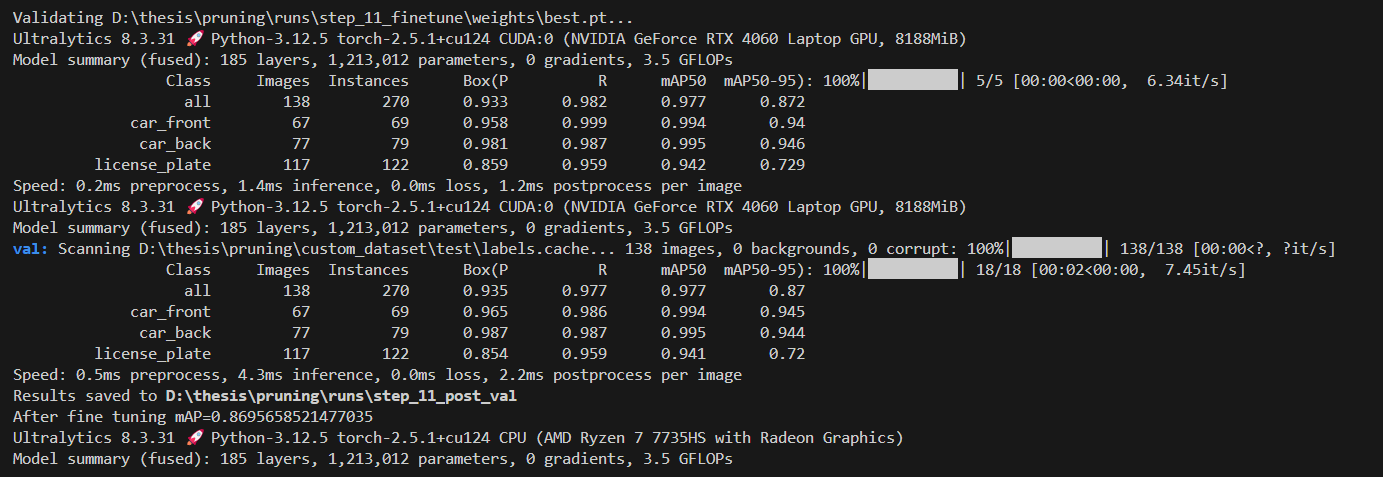 Validating D:\thesis\pruning\runs\step_11_finetune\weights\best.pt...
Ultralytics 8.3.31 🚀 Python-3.12.5 torch-2.5.1+cu124 CUDA:0 (NVIDIA GeForce RTX 4060 Laptop GPU, 8188MiB)
Model summary (fused): 185 layers, 1,213,012 parameters, 0 gradients, 3.5 GFLOPs
Class Images Instances Box(P R mAP50 mAP50-95): 100%|██████████| 5/5 [00:00<00:00, 6.34it/s]
all 138 270 0.933 0.982 0.977 0.872
car_front 67 69 0.958 0.999 0.994 0.94
car_back 77 79 0.981 0.987 0.995 0.946
license_plate 117 122 0.859 0.959 0.942 0.729
Speed: 0.2ms preprocess, 1.4ms inference, 0.0ms loss, 1.2ms postprocess per image
Ultralytics 8.3.31 🚀 Python-3.12.5 torch-2.5.1+cu124 CUDA:0 (NVIDIA GeForce RTX 4060 Laptop GPU, 8188MiB)
Model summary (fused): 185 layers, 1,213,012 parameters, 0 gradients, 3.5 GFLOPs
val: Scanning D:\thesis\pruning\custom_dataset\test\labels.cache... 138 images, 0 backgrounds, 0 corrupt: 100%|██████████| 138/138 [00:00<?, ?it/s]
Class Images Instances Box(P R mAP50 mAP50-95): 100%|██████████| 18/18 [00:02<00:00, 7.45it/s]
all 138 270 0.935 0.977 0.977 0.87
car_front 67 69 0.965 0.986 0.994 0.945
car_back 77 79 0.987 0.987 0.995 0.944
license_plate 117 122 0.854 0.959 0.941 0.72
Speed: 0.5ms preprocess, 4.3ms inference, 0.0ms loss, 2.2ms postprocess per image
Results saved to D:\thesis\pruning\runs\step_11_post_val
After fine tuning mAP=0.8695658521477035
Ultralytics 8.3.31 🚀 Python-3.12.5 torch-2.5.1+cu124 CPU (AMD Ryzen 7 7735HS with Radeon Graphics)
Model summary (fused): 185 layers, 1,213,012 parameters, 0 gradients, 3.5 GFLOPs